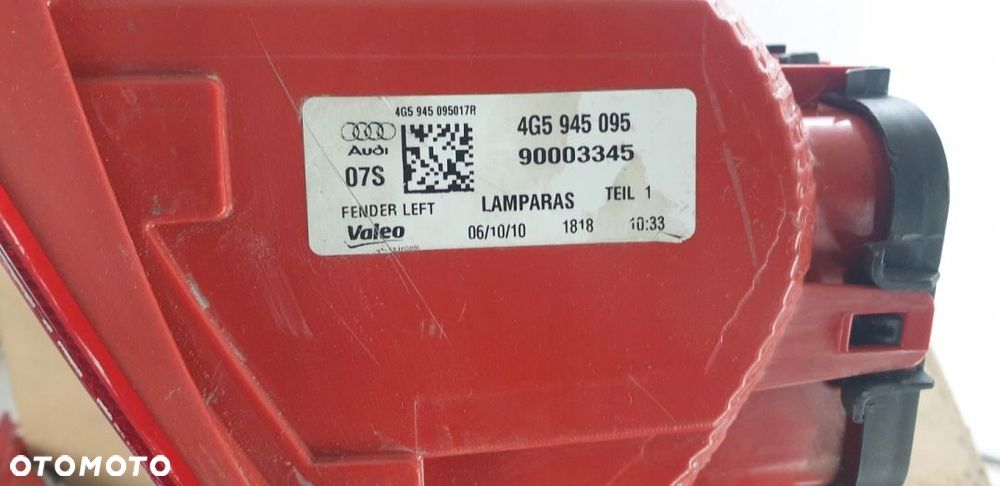 4G5 945 095017R
4G5 945 095
Audi
90003345
07S
FENDER LEFT
LAMPARAS
TEIL 1
Valeo
06/10/10 1818 10:33
OTOMOTO